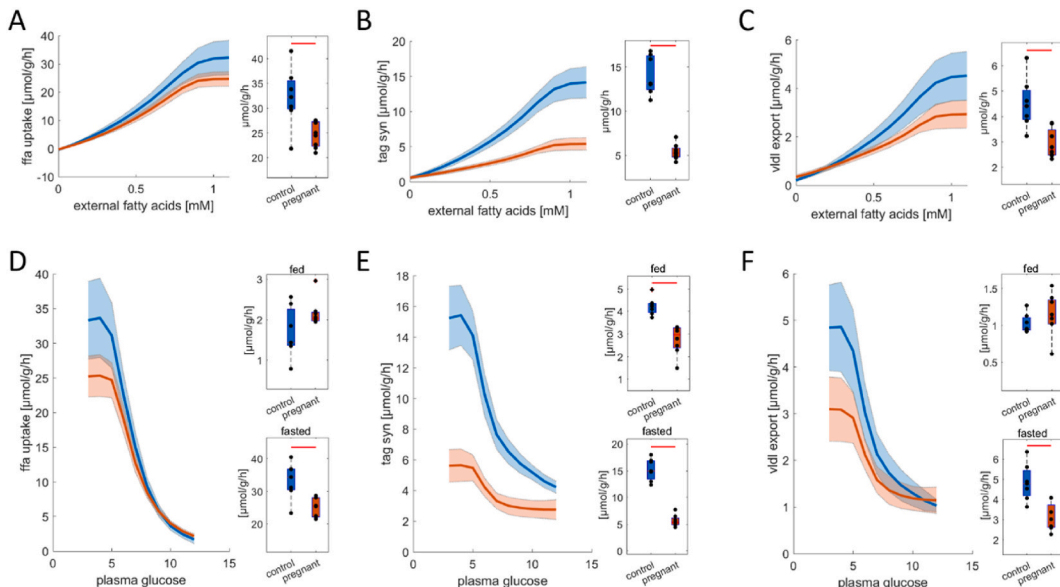 A
ffa uptake [µmol/g/h]
40
30
20
10
0
-10
0
0.5
1
external fatty acids [mM]
µmol/g/h
40
35
30
25
20
control
pregnant
B
tag syn [µmol/g/h]
20
15
10
5
0
0
0.5
1
external fatty acids [mM]
µmol/g/h
15
10
5
control
pregnant
C
vldl export [µmol/g/h]
6
4
2
0
0
0.5
1
external fatty acids [mM]
µmol/g/h
6
5
4
3
2
control
pregnant
D
ffa uptake [µmol/g/h]
40
35
30
25
20
15
10
5
0
0
5
10
15
plasma glucose
fed
[µmol/g/h]
3
2
1
control
pregnant
fasted
[µmol/g/h]
40
30
20
control
pregnant
E
tag syn [µmol/g/h]
18
16
14
12
10
8
6
4
2
0
0
5
10
15
plasma glucose
fed
[µmol/g/h]
5
4
3
2
1
control
pregnant
fasted
[µmol/g/h]
20
15
10
5
control
pregnant
F
vldl export [µmol/g/h]
6
5
4
3
2
1
0
0
5
10
15
plasma glucose
fed
[µmol/g/h]
1.5
1
0.5
control
pregnant
fasted
[µmol/g/h]
6
5
4
3
2
control
pregnant